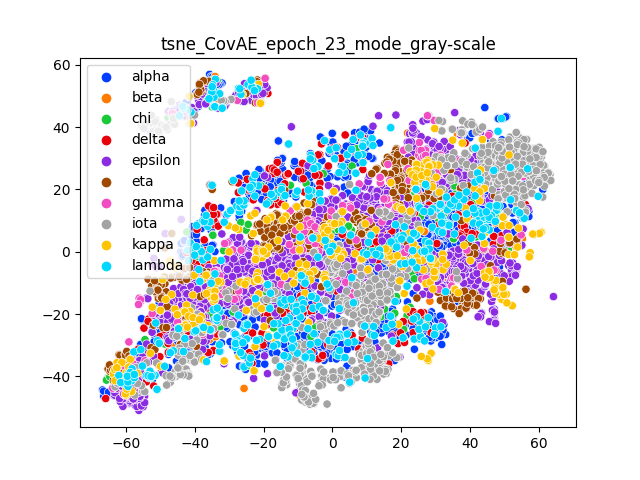 tsne_CovAE_epoch_23_mode_gray-scale
60
40
20
0
−20
−40
−60
−40
−20
0
20
40
60
alpha
beta
chi
delta
epsilon
eta
gamma
iota
kappa
lambda